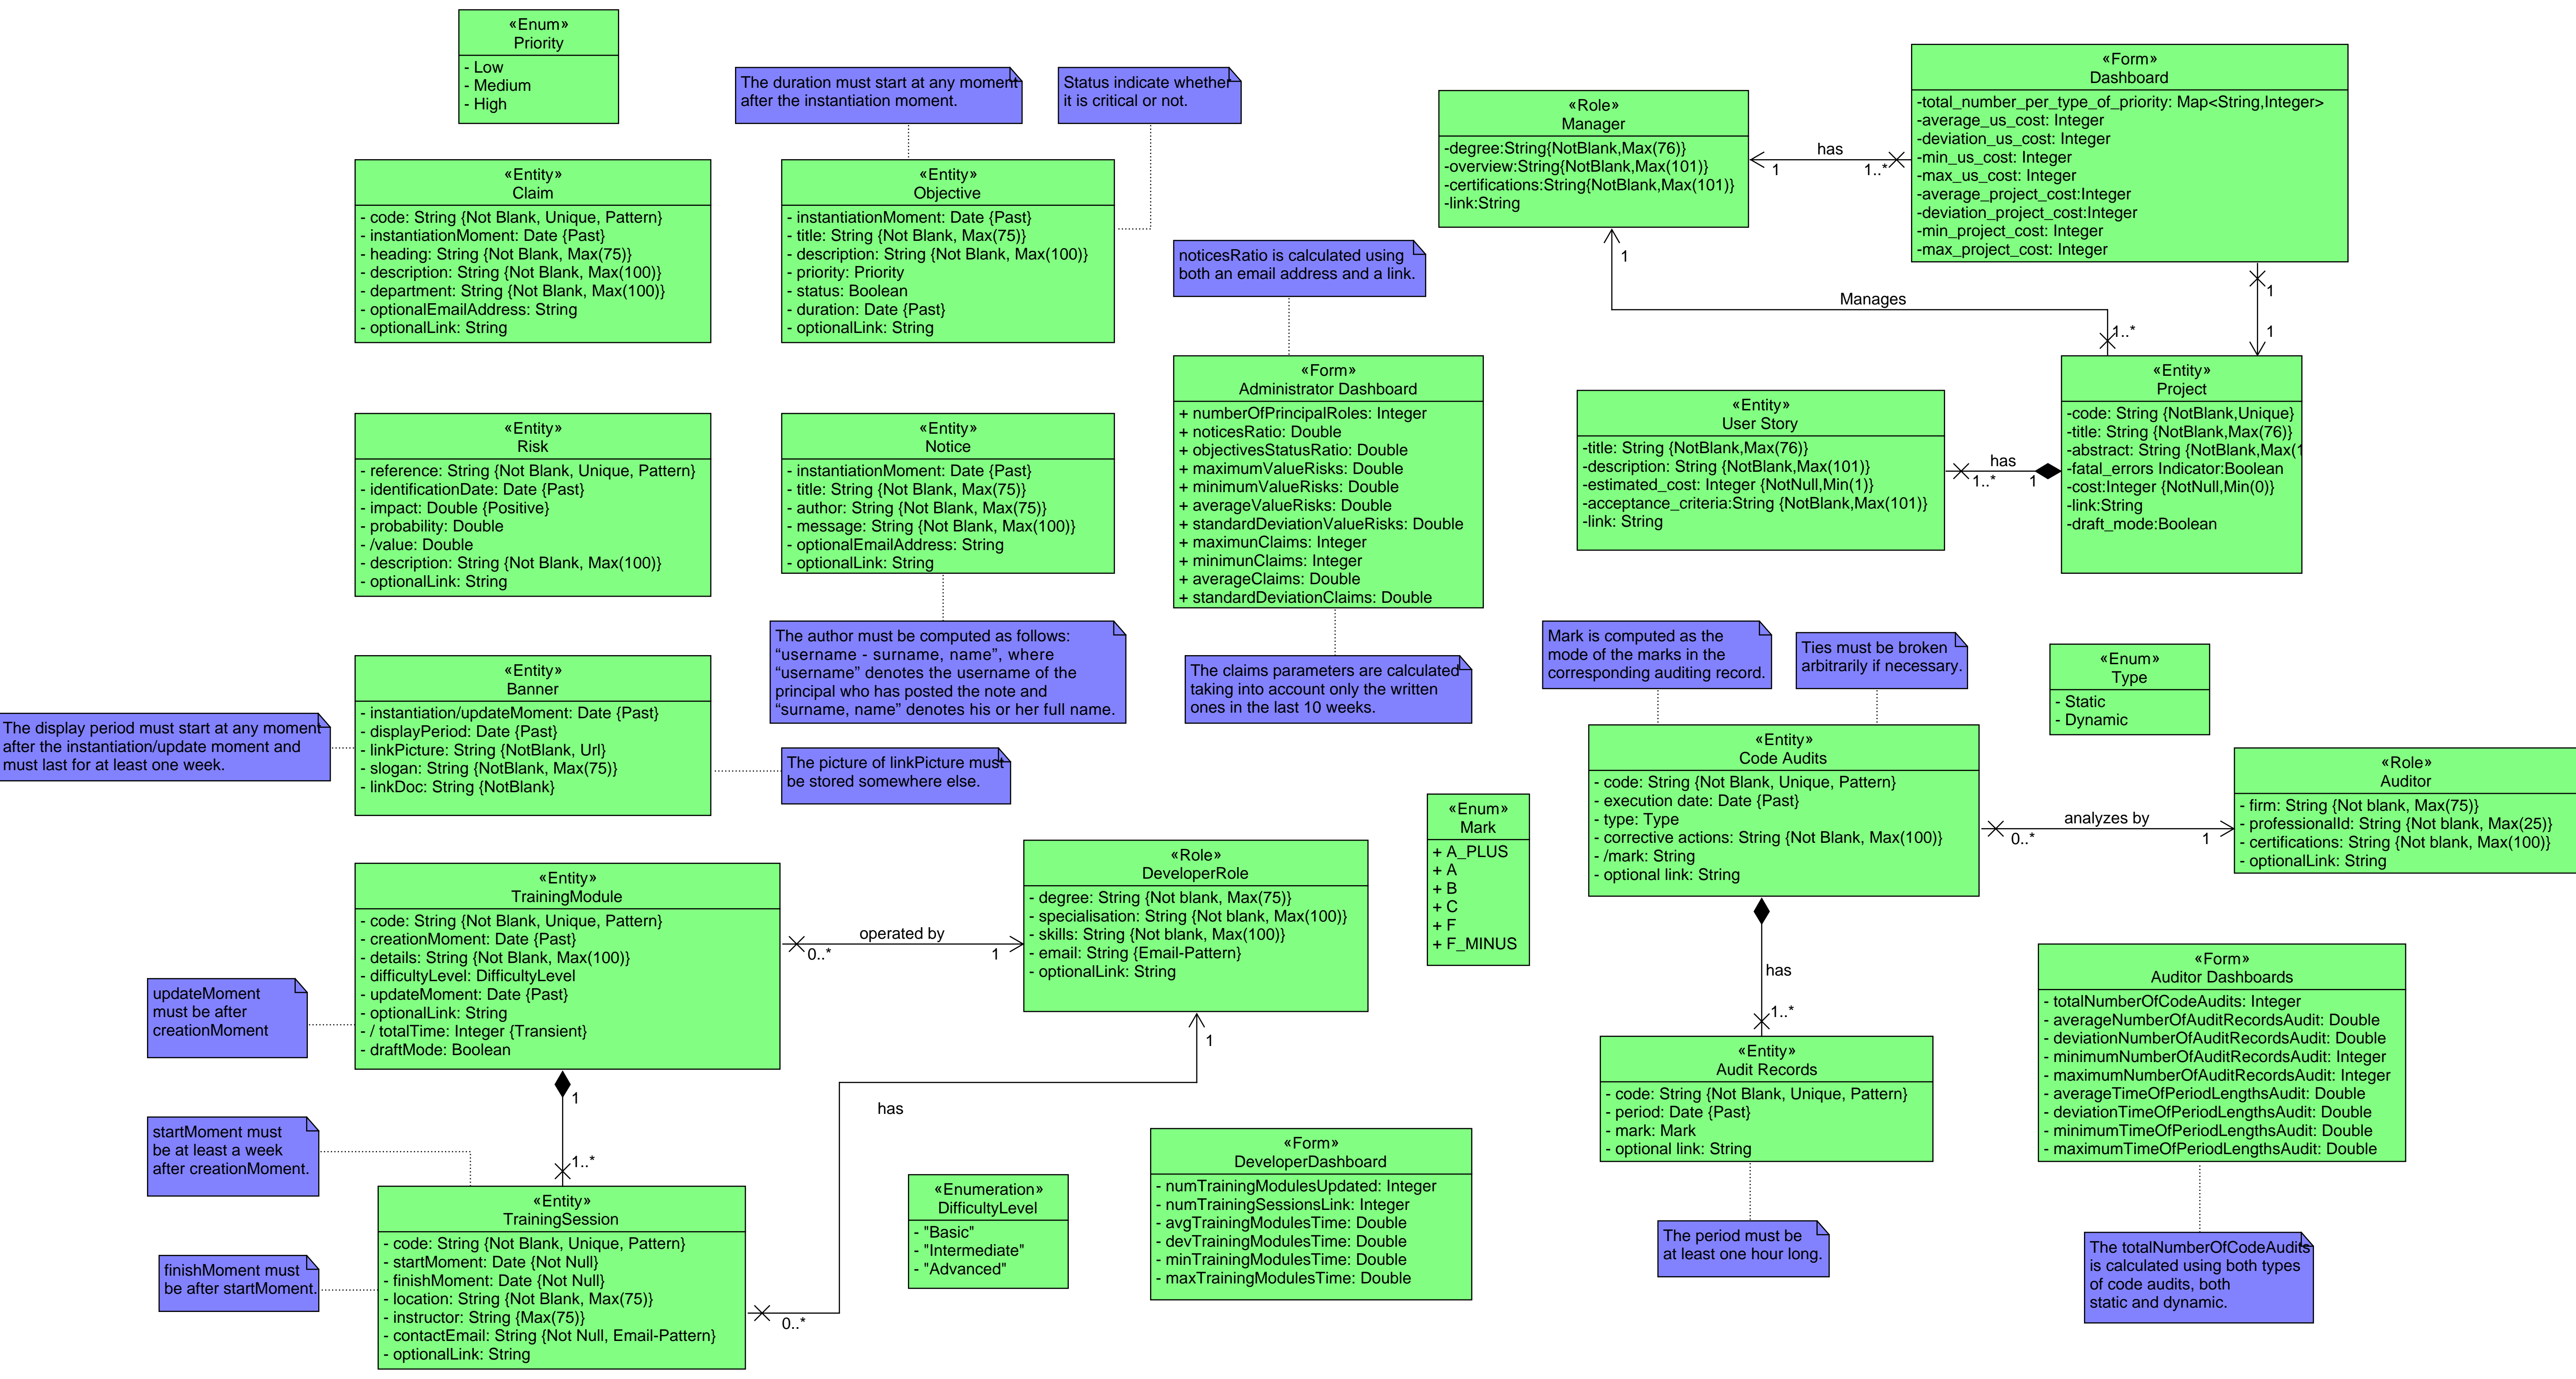 «Enum»
Priority
- Low
- Medium
- High
The duration must start at any moment
after the instantiation moment.
Status indicate whether
it is critical or not.
«Entity»
Claim
- code: String {Not Blank, Unique, Pattern}
- instantiationMoment: Date {Past}
- heading: String {Not Blank, Max(75)}
- description: String {Not Blank, Max(100)}
- department: String {Not Blank, Max(100)}
- optionalEmailAddress: String
- optionalLink: String
«Entity»
Objective
- instantiationMoment: Date {Past}
- title: String {Not Blank, Max(75)}
- description: String {Not Blank, Max(100)}
- priority: Priority
- status: Boolean
- duration: Date {Past}
- optionalLink: String
«Role»
Manager
-degree:String{NotBlank,Max(76)}
-overview:String{NotBlank,Max(101)}
-certifications:String{NotBlank,Max(101)}
-link:String
has
1
1..*
«Form»
Dashboard
-total_number_per_type_of_priority: Map<String,Integer>
-average_us_cost: Integer
-deviation_us_cost: Integer
-min_us_cost: Integer
-max_us_cost: Integer
-average_project_cost:Integer
-deviation_project_cost:Integer
-min_project_cost:Integer
-max_project_cost: Integer
1
Manages
1..*
1
1
noticesRatio is calculated using
both an email address and a link.
«Form»
Administrator Dashboard
+ numberOfPrincipalRoles: Integer
+ noticesRatio: Double
+ objectivesStatusRatio: Double
+ maximumValueRisks: Double
+ minimumValueRisks: Double
+ averageValueRisks: Double
+ standardDeviationValueRisks: Double
+ maximunClaims: Integer
+ minimunClaims: Integer
+ averageClaims: Double
+ standardDeviationClaims: Double
«Entity»
User Story
-title: String {NotBlank,Max(76)}
-description: String {NotBlank,Max(101)}
-estimated_cost: Integer {NotNull,Min(1)}
-acceptance_criteria:String {NotBlank,Max(101)}
-link: String
has
1..*
1
«Entity»
Project
-code: String {NotBlank,Unique}
-title: String {NotBlank,Max(76)}
-abstract: String {NotBlank,Max(1
-fatal_errors Indicator:Boolean
-cost:Integer {NotNull,Min(0)}
-link:String
-draft_mode:Boolean
«Entity»
Risk
- reference: String {Not Blank, Unique, Pattern}
- identificationDate: Date {Past}
- impact: Double {Positive}
- probability: Double
- /value: Double
- description: String {Not Blank, Max(100)}
- optionalLink: String
«Entity»
Notice
- instantiationMoment: Date {Past}
- title: String {Not Blank, Max(75)}
- author: String {Not Blank, Max(75)}
- message: String {Not Blank, Max(100)}
- optionalEmailAddress: String
- optionalLink: String
The author must be computed as follows:
“username - surname, name”, where
“username” denotes the username of the
principal who has posted the note and
“surname, name” denotes his or her full name.
The claims parameters are calculated
taking into account only the written
ones in the last 10 weeks.
Mark is computed as the
mode of the marks in the
corresponding auditing record.
Ties must be broken
arbitrarily if necessary.
«Enum»
Type
- Static
- Dynamic
The display period must start at any moment
after the instantiation/update moment and
must last for at least one week.
«Entity»
Banner
- instantiation/updateMoment: Date {Past}
- displayPeriod: Date {Past}
- linkPicture: String {NotBlank, Url}
- slogan: String {NotBlank, Max(75)}
- linkDoc: String {NotBlank}
The picture of linkPicture must
be stored somewhere else.
«Entity»
Code Audits
- code: String {Not Blank, Unique, Pattern}
- execution date: Date {Past}
- type: Type
- corrective actions: String {Not Blank, Max(100)}
- /mark: String
- optional link: String
analyzes by
0..*
1
«Role»
Auditor
- firm: String {Not blank, Max(75)}
- professionalId: String {Not blank, Max(25)}
- certifications: String {Not blank, Max(100)}
- optionalLink: String
«Enum»
Mark
+ A_PLUS
+ A
+ B
+ C
+ F
+ F_MINUS
«Entity»
TrainingModule
- code: String {Not Blank, Unique, Pattern}
- creationMoment: Date {Past}
- details: String {Not Blank, Max(100)}
- difficultyLevel: DifficultyLevel
- updateMoment: Date {Past}
- optionalLink: String
- / totalTime: Integer {Transient}
- draftMode: Boolean
operated by
0..*
1
«Role»
DeveloperRole
- degree: String {Not blank, Max(75)}
- specialisation: String {Not blank, Max(100)}
- skills: String {Not blank, Max(100)}
- email: String {Email-Pattern}
- optionalLink: String
updateMoment
must be after
creationMoment
has
1..*
«Form»
Auditor Dashboards
- totalNumberOfCodeAudits: Integer
- averageNumberOfAuditRecordsAudit: Double
- deviationNumberOfAuditRecordsAudit: Double
- minimumNumberOfAuditRecordsAudit: Integer
- maximumNumberOfAuditRecordsAudit: Integer
- averageTimeOfPeriodLengthsAudit: Double
- deviationTimeOfPeriodLengthsAudit: Double
- minimumTimeOfPeriodLengthsAudit: Double
- maximumTimeOfPeriodLengthsAudit: Double
«Entity»
Audit Records
- code: String {Not Blank, Unique, Pattern}
- period: Date {Past}
- mark: Mark
- optional link: String
1
1..*
1
has
0..*
startMoment must
be at least a week
after creationMoment.
finishMoment must
be after startMoment.
«Entity»
TrainingSession
- code: String {Not Blank, Unique, Pattern}
- startMoment: Date {Not Null}
- finishMoment: Date {Not Null}
- location: String {Not Blank, Max(75)}
- instructor: String {Max(75)}
- contactEmail: String {Not Null, Email-Pattern}
- optionalLink: String
«Enumeration»
DifficultyLevel
- "Basic"
- "Intermediate"
- "Advanced"
«Form»
DeveloperDashboard
- numTrainingModulesUpdated: Integer
- numTrainingSessionsLink: Integer
- avgTrainingModulesTime: Double
- devTrainingModulesTime: Double
- minTrainingModulesTime: Double
- maxTrainingModulesTime: Double
The period must be
at least one hour long.
The totalNumberOfCodeAudits
is calculated using both types
of code audits, both
static and dynamic.